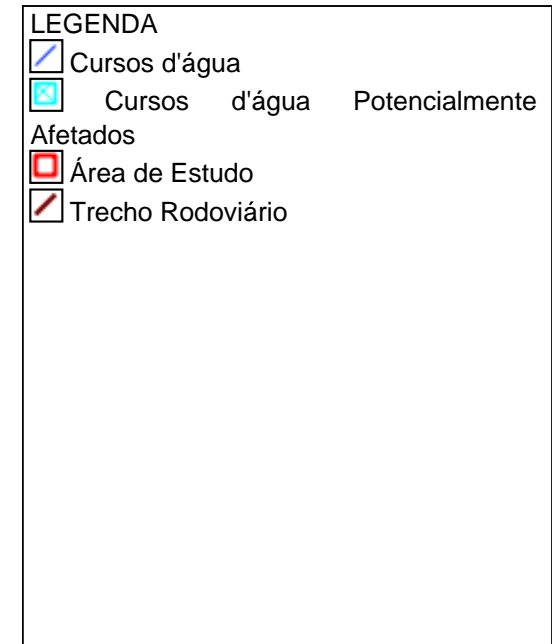 LEGENDA
Cursos d'água
Cursos d'água Potencialmente
Afetados
Área de Estudo
Trecho Rodoviário